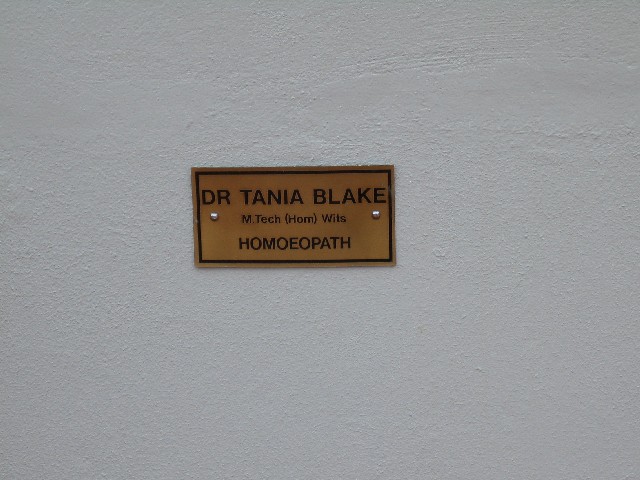 DR TANIA BLAKE
M.Tech (Hom) Wits
HOMOEOPATH